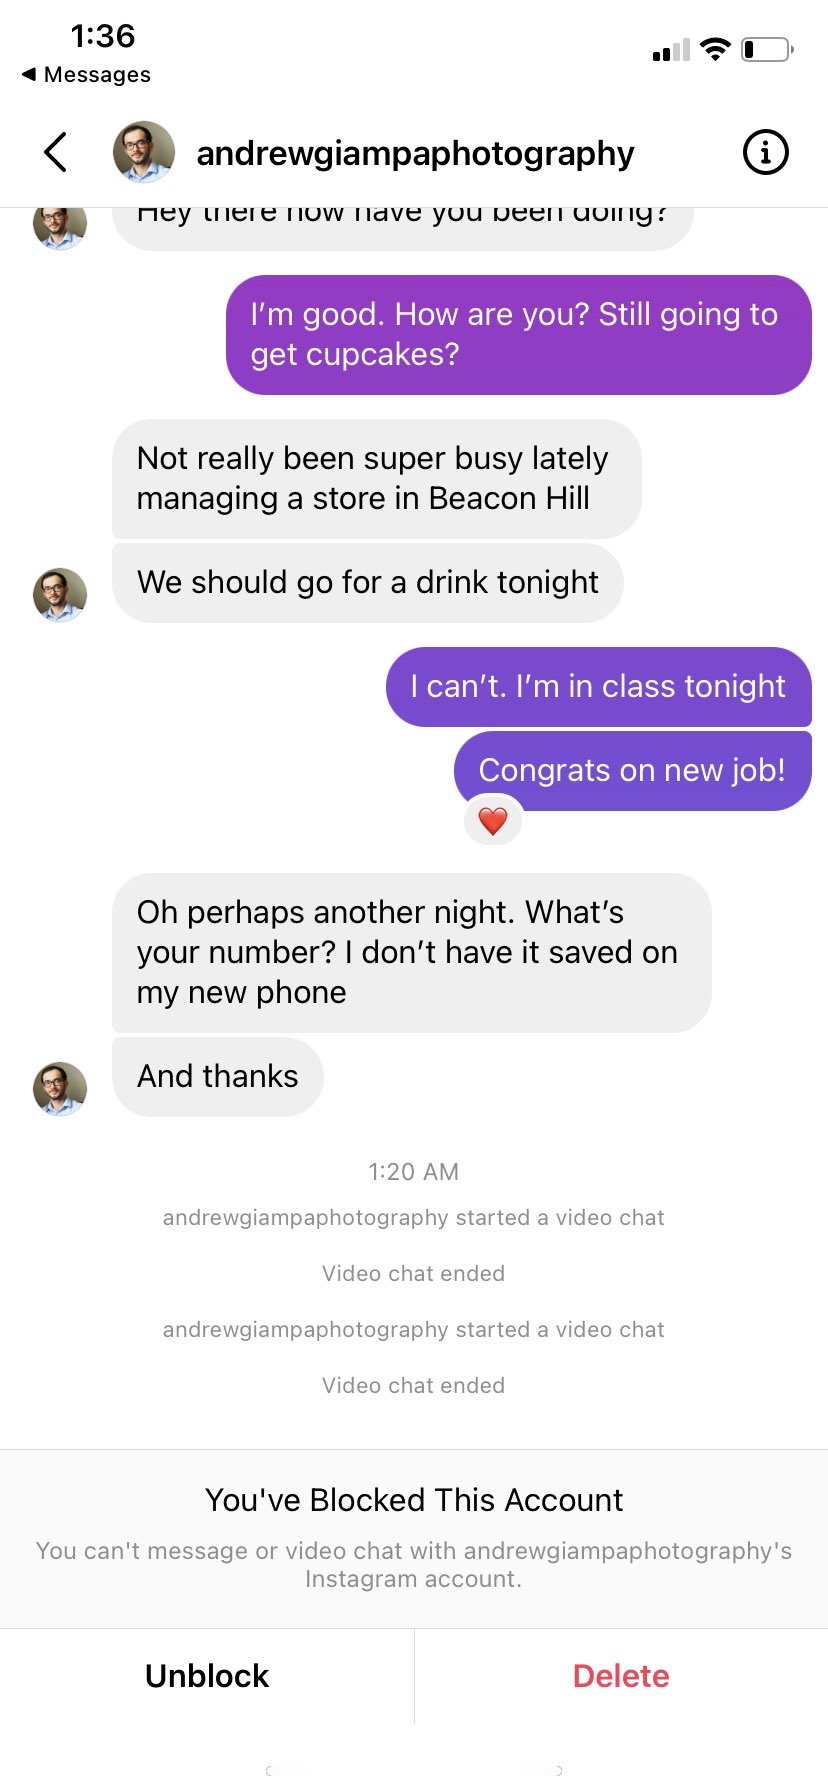 1:36
Messages
andrewgiampaphotography
Hey there how have you been doing?
I'm good. How are you? Still going to
get cupcakes?
Not really been super busy lately
managing a store in Beacon Hill
We should go for a drink tonight
I can't. I'm in class tonight
Congrats on new job!
Oh perhaps another night. What's
your number? I don't have it saved on
my new phone
And thanks
1:20 AM
andrewgiampaphotography started a video chat
Video chat ended
andrewgiampaphotography started a video chat
Video chat ended
You've Blocked This Account
You can't message or video chat with andrewgiampaphotography's
Instagram account.
Unblock
Delete